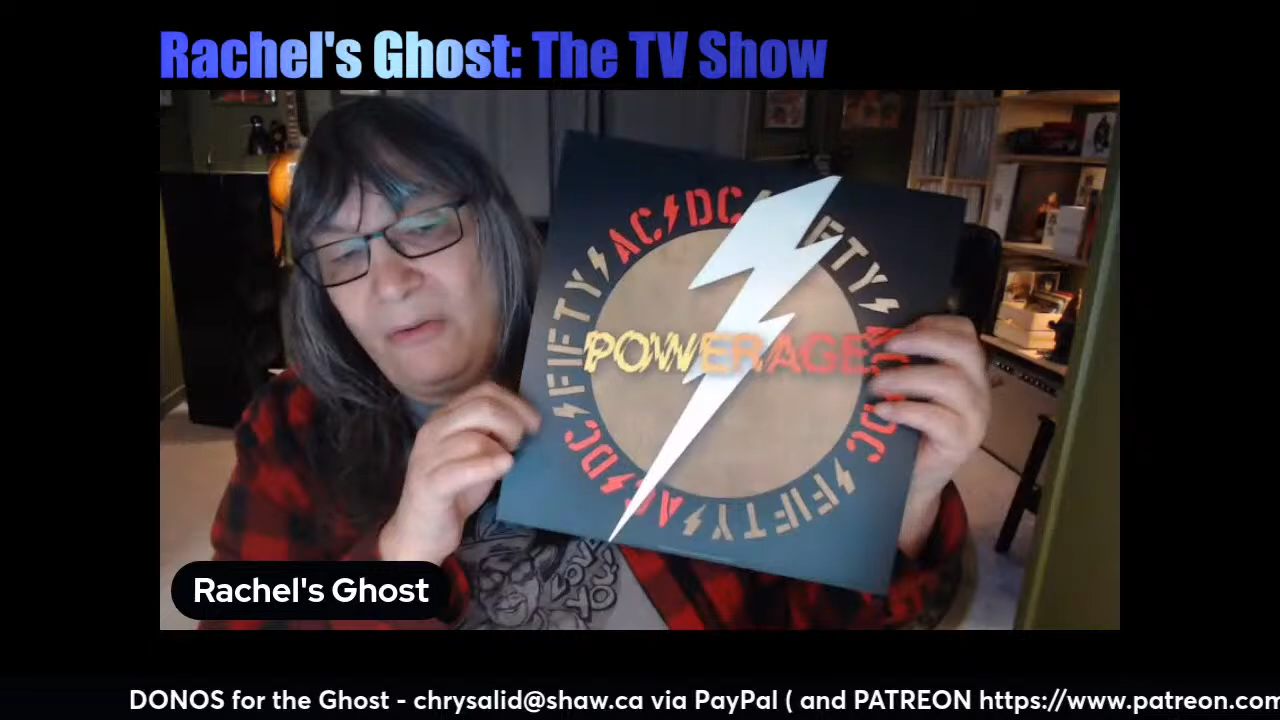 Rachel's Ghost: The TV Show
AC/DC
FIFTY
FIFTY
AC/DC
POWERAGE
AC/DC
FIFTY
Rachel's Ghost
DONOS for the Ghost - chrysalid@shaw.ca via PayPal ( and PATREON https://www.patreon.com